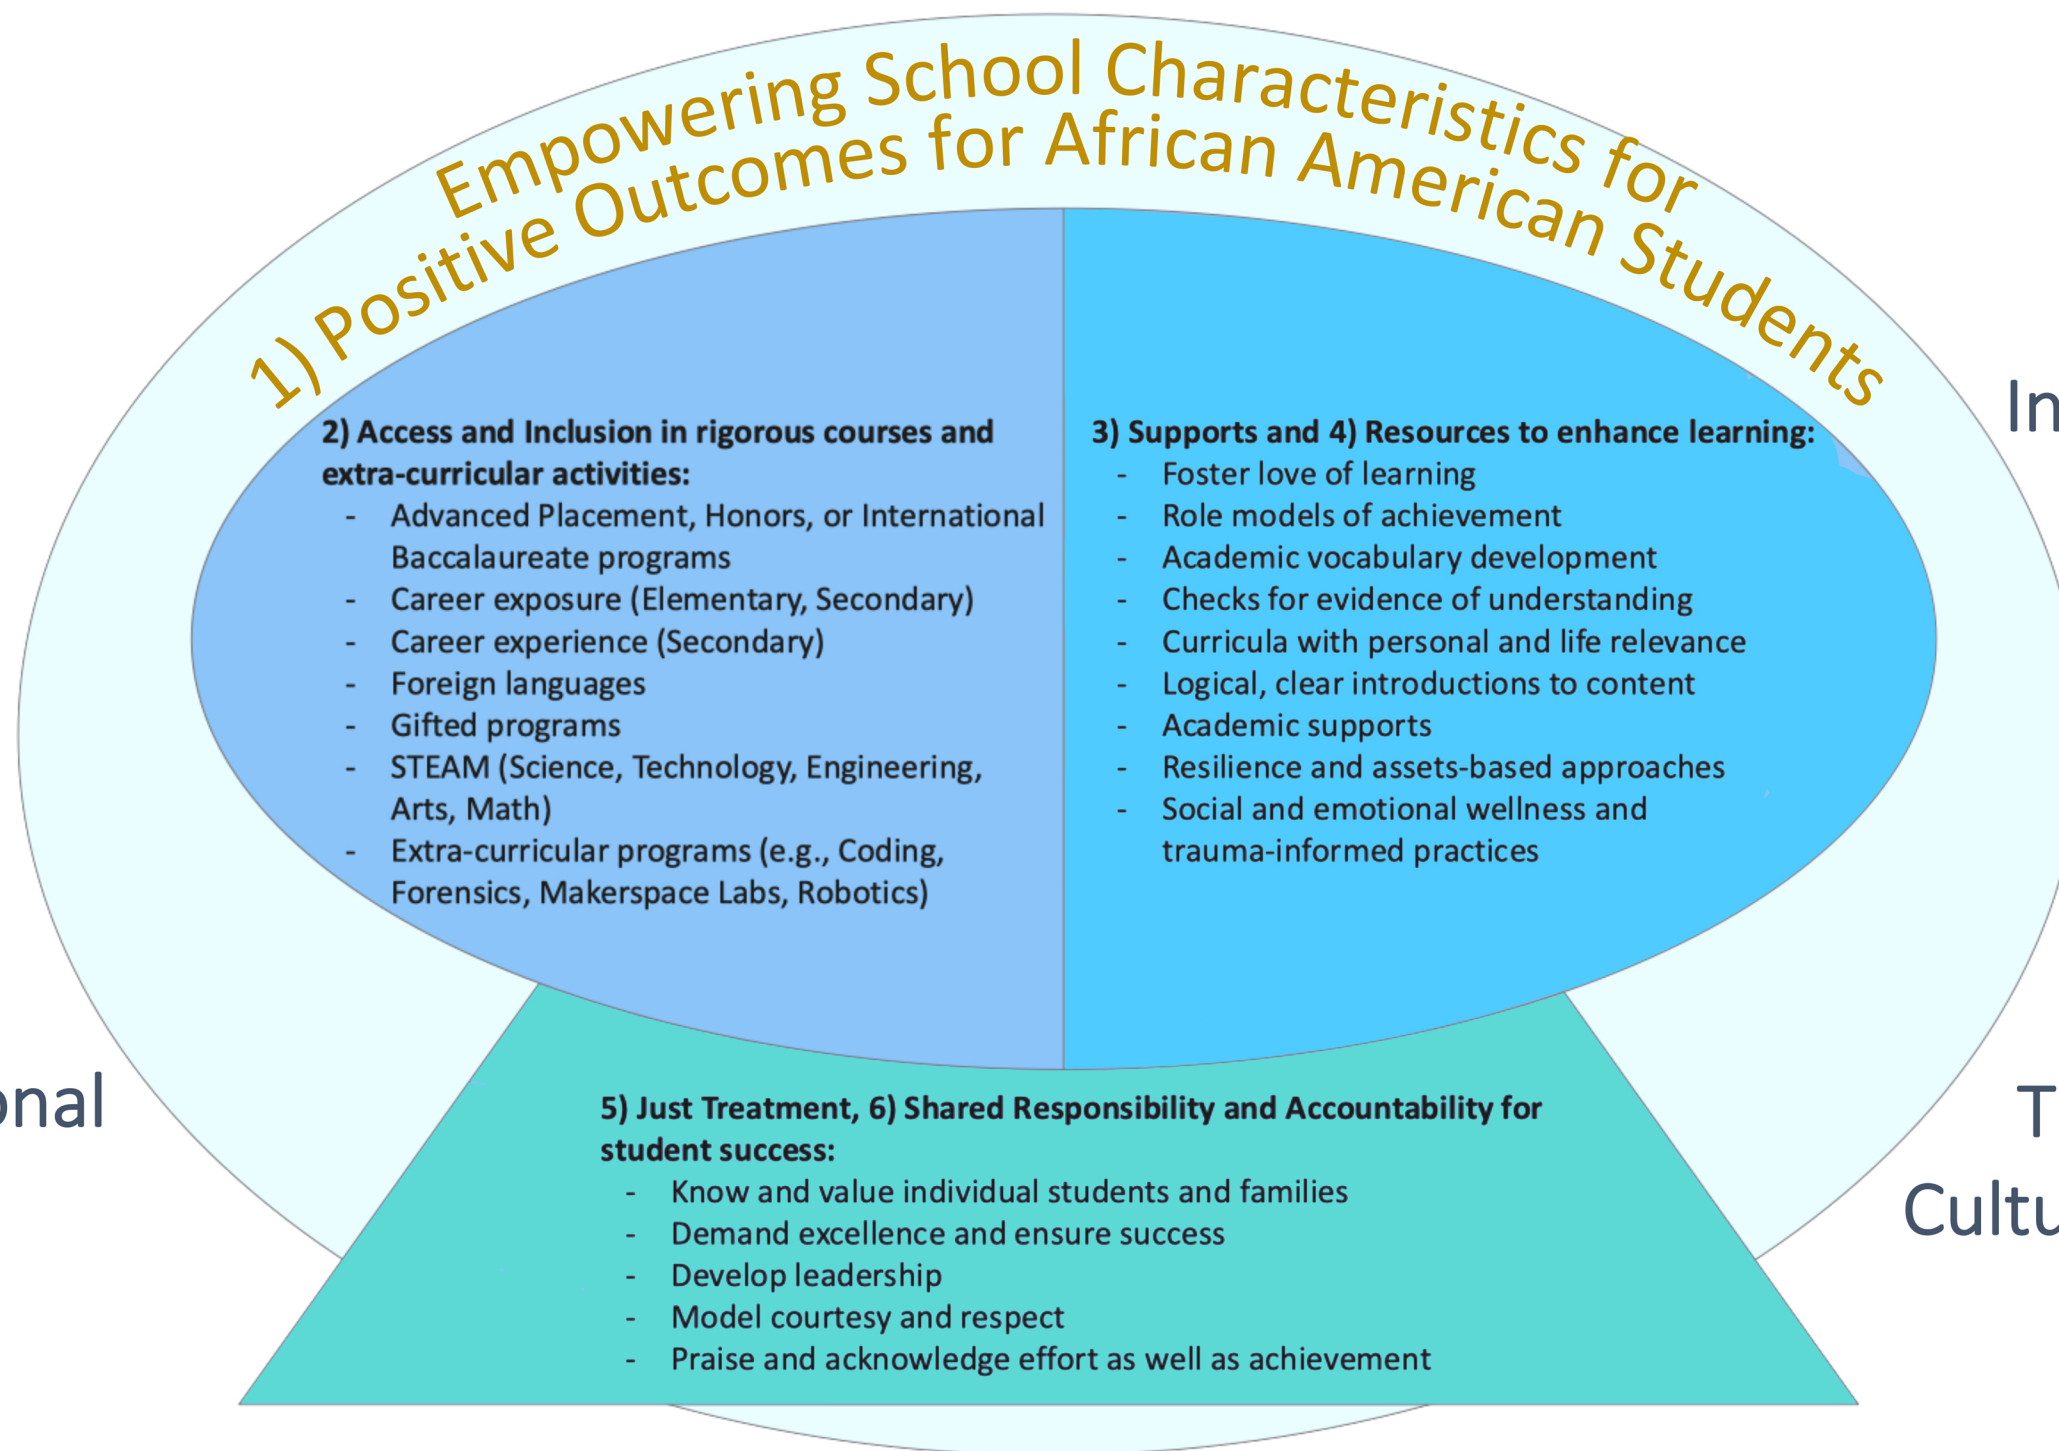 Empowering School Characteristics for
1) Positive Outcomes for African American Students
2) Access and Inclusion in rigorous courses and
extra-curricular activities:
- Advanced Placement, Honors, or International
Baccalaureate programs
- Career exposure (Elementary, Secondary)
- Career experience (Secondary)
- Foreign languages
- Gifted programs
- STEAM (Science, Technology, Engineering,
Arts, Math)
- Extra-curricular programs (e.g., Coding,
Forensics, Makerspace Labs, Robotics)
3) Supports and 4) Resources to enhance learning:
- Foster love of learning
- Role models of achievement
- Academic vocabulary development
- Checks for evidence of understanding
- Curricula with personal and life relevance
- Logical, clear introductions to content
- Academic supports
- Resilience and assets-based approaches
- Social and emotional wellness and
trauma-informed practices
5) Just Treatment, 6) Shared Responsibility and Accountability for
student success:
- Know and value individual students and families
- Demand excellence and ensure success
- Develop leadership
- Model courtesy and respect
- Praise and acknowledge effort as well as achievement